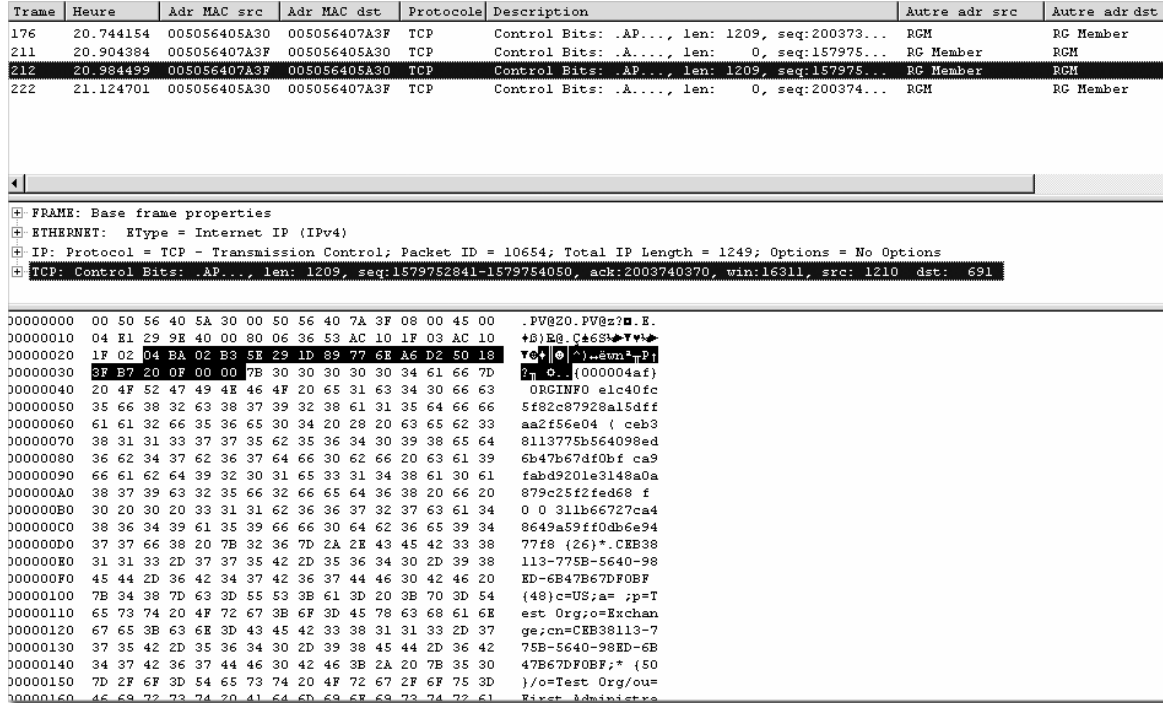 Trame Heure Adr MAC src Adr MAC dst Protocole Description Autre adr src Autre adr dst
176 20.744154 005056405A30 005056407A3F TCP Control Bits: .AP..., len: 1209, seq:200373... RGM RG Member
211 20.904384 005056407A3F 005056405A30 TCP Control Bits: .A...., len: 0, seq:157975... RG Member RGM
212 20.984499 005056407A3F 005056405A30 TCP Control Bits: .AP..., len: 1209, seq:157975... RG Member RGM
222 21.124701 005056405A30 005056407A3F TCP Control Bits: .A...., len: 0, seq:200374... RGM RG Member
FRAME: Base frame properties
ETHERNET: EType = Internet IP (IPv4)
IP: Protocol = TCP - Transmission Control; Packet ID = 10654; Total IP Length = 1249; Options = No Options
TCP: Control Bits: .AP..., len: 1209, seq:1579752841-1579754050, ack:2003740370, win:16311, src: 1210 dst: 691
00000000 00 50 56 40 5A 30 00 50 56 40 7A 3F 08 00 45 00 .PV@Z0.PV@z?◘.E.
00000010 04 E1 29 9E 40 00 80 06 36 53 AC 10 1F 03 AC 10
00000020 1F 02 04 BA 02 B3 5E 29 1D 89 77 6E A6 D2 50 18
00000030 3F B7 20 0F 00 00 7B 30 30 30 30 30 34 61 66 7D {000004af}
00000040 20 4F 52 47 49 4E 46 4F 20 65 31 63 34 30 66 63 ORGINFO e1c40fc
00000050 35 66 38 32 63 38 37 39 32 38 61 31 35 64 66 66 5f82c87928a15dff
00000060 61 61 32 66 35 36 65 30 34 20 28 20 63 65 62 33 aa2f56e04 ( ceb3
00000070 38 31 31 33 37 37 35 62 35 36 34 30 39 38 65 64 8113775b564098ed
00000080 36 62 34 37 62 36 37 64 66 30 62 66 20 63 61 39 6b47b67df0bf ca9
00000090 66 61 62 64 39 32 30 31 65 33 31 34 38 61 30 61 fabd9201e3148a0a
000000A0 38 37 39 63 32 35 66 32 66 65 64 36 38 20 66 20 879c25f2fed68 f
000000B0 30 20 30 20 33 31 31 62 36 36 37 32 37 63 61 34 0 0 311b66727ca4
000000C0 38 36 34 39 61 35 39 66 66 30 64 62 36 65 39 34 8649a59ff0db6e94
000000D0 37 37 66 38 20 7B 32 36 7D 2A 2E 43 45 42 33 38 77f8 {26}*.CEB38
000000E0 31 31 33 2D 37 37 35 42 2D 35 36 34 30 2D 39 38 113-775B-5640-98
000000F0 45 44 2D 36 42 34 37 42 36 37 44 46 30 42 46 20 ED-6B47B67DF0BF
00000100 7B 34 38 7D 63 3D 55 53 3B 61 3D 20 3B 70 3D 54 {48}c=US;a= ;p=T
00000110 65 73 74 20 4F 72 67 3B 6F 3D 45 78 63 68 61 6E est Org;o=Exchan
00000120 67 65 3B 63 6E 3D 43 45 42 33 38 31 31 33 2D 37 ge;cn=CEB38113-7
00000130 37 35 42 2D 35 36 34 30 2D 39 38 45 44 2D 36 42 75B-5640-98ED-6B
00000140 34 37 42 36 37 44 46 30 42 46 3B 2A 20 7B 35 30 47B67DF0BF;* {50
00000150 7D 2F 6F 3D 54 65 73 74 20 4F 72 67 2F 6F 75 3D }/o=Test Org/ou=
00000160 46 69 72 73 74 20 41 64 6D 69 6E 69 73 74 72 61 First Administra